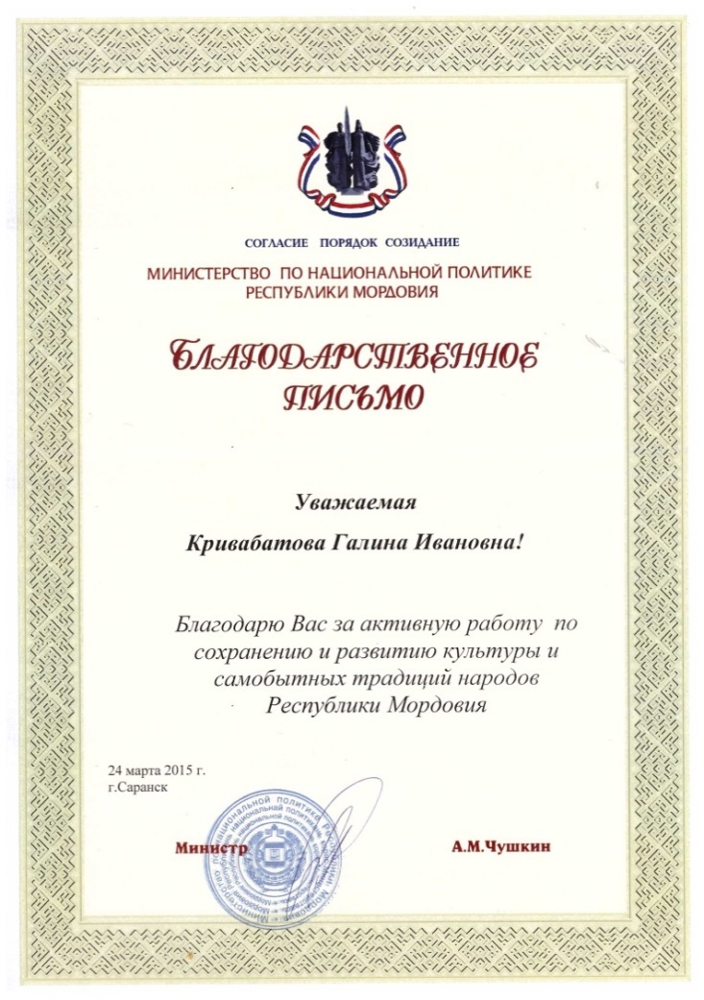 СОГЛАСИЕ ПОРЯДОК СОЗИДАНИЕ
МИНИСТЕРСТВО ПО НАЦИОНАЛЬНОЙ ПОЛИТИКЕ
РЕСПУБЛИКИ МОРДОВИЯ
БЛАГОДАРСТВЕННОЕ
ПИСЬМО
Уважаемая
Кривабатова Галина Ивановна!
Благодарю Вас за активную работу по
сохранению и развитию культуры и
самобытных традиций народов
Республики Мордовия
24 марта 2015 г.
г.Саранск
Министр
А.М.Чушкин